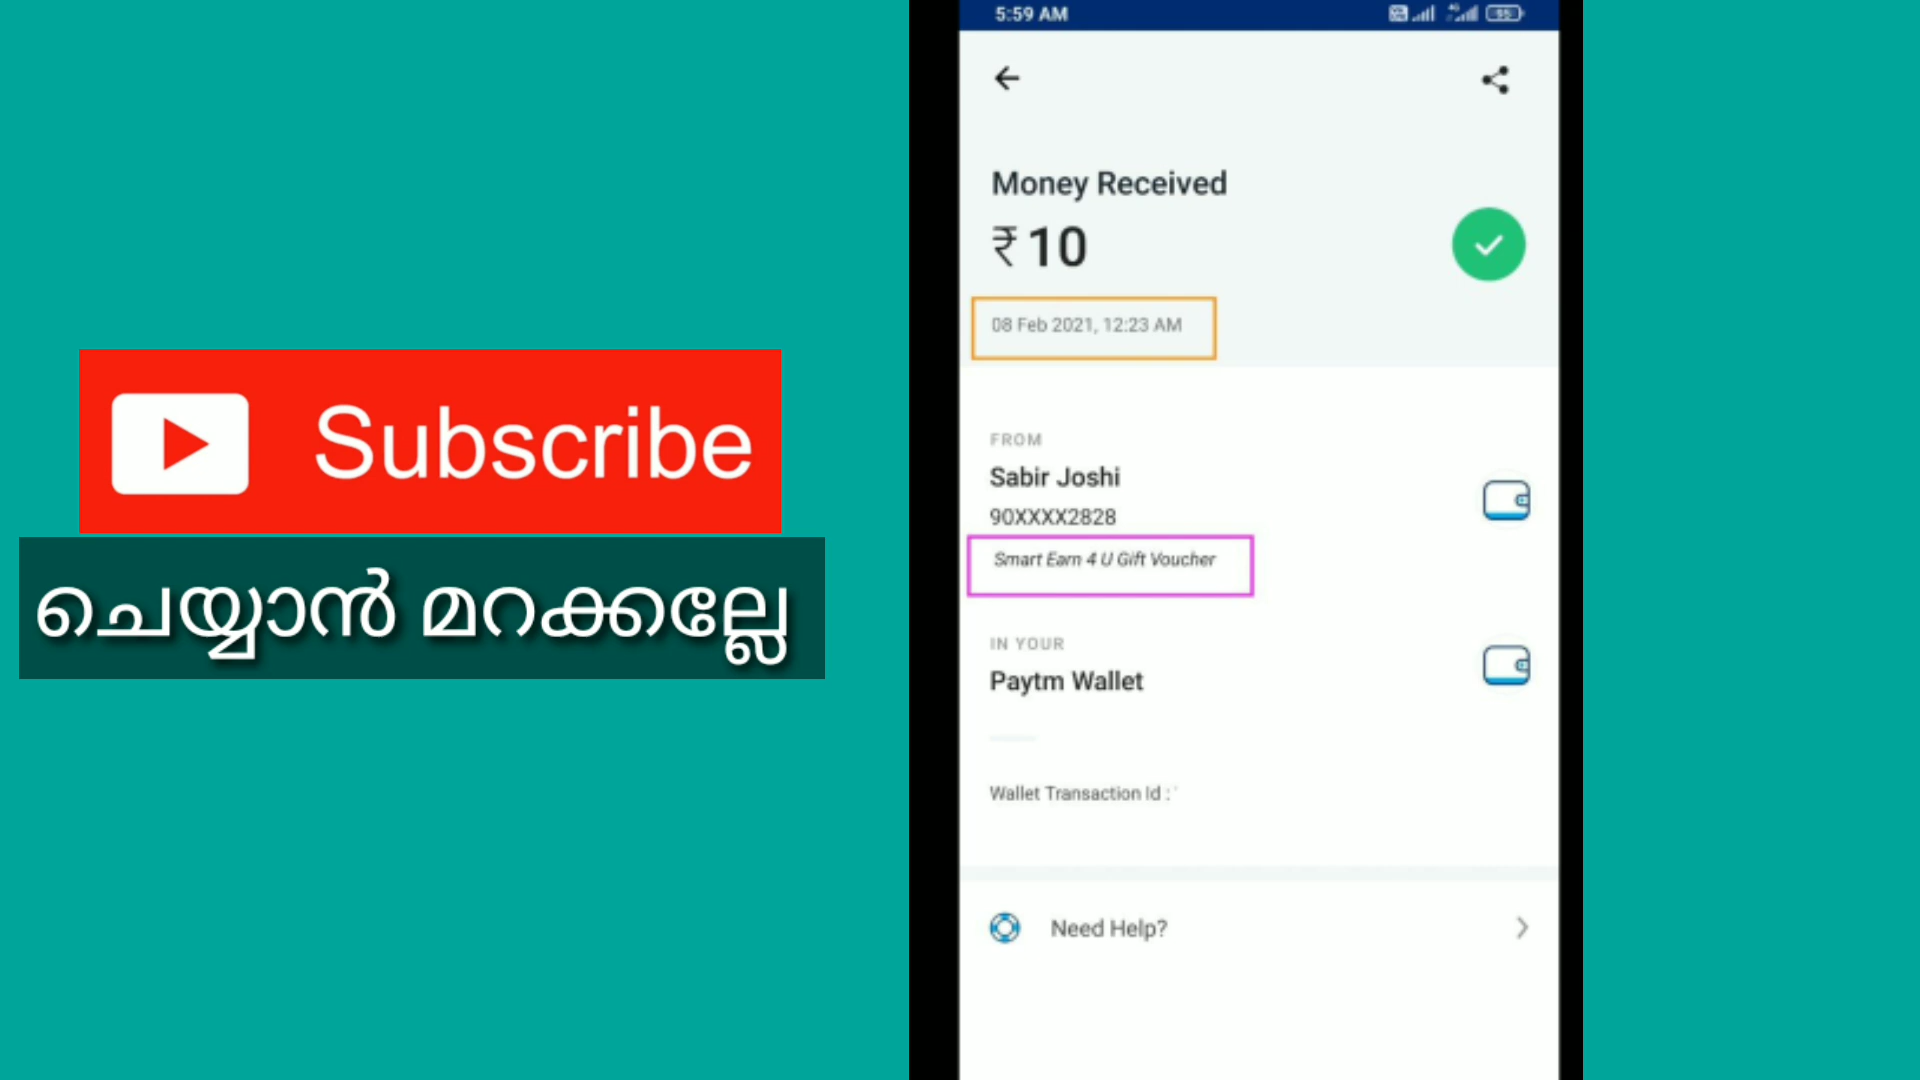 Subscribe
ചെയ്യാൻ മറക്കല്ലേ
5:59 AM
Money Received
₹10
08 Feb 2021, 12:23 AM
FROM
Sabir Joshi
90XXXX2828
Smart Earn 4 U Gift Voucher
IN YOUR
Paytm Wallet
Wallet Transaction Id :
Need Help?